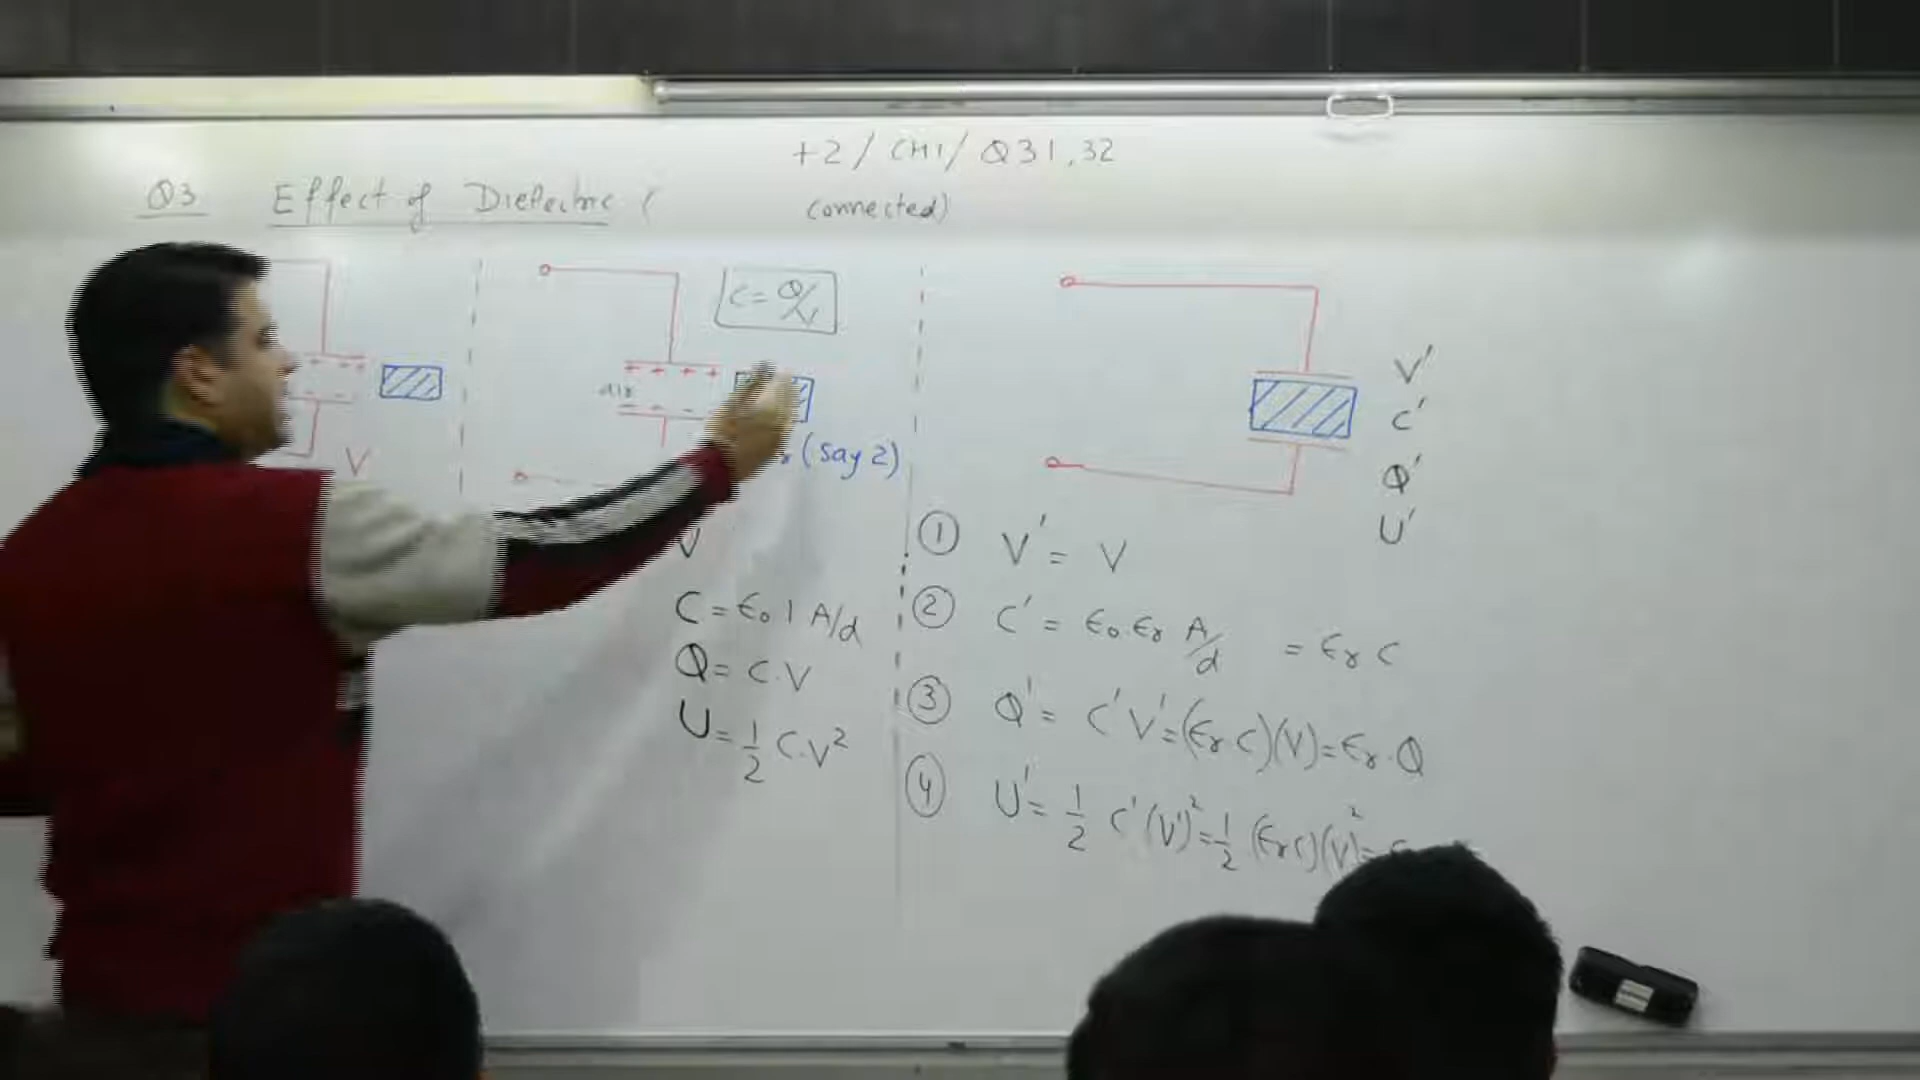 +2 / CH1 / Q31,32
Q3 Effect of Dielectric ( connected)
C = Q/V
air
V
(say 2)
V
C = ϵ₀ 1 A/d
Q = C.V
U = 1/2 C.V²
V'
C'
Q'
U'
① V' = V
② C' = ϵ₀.ϵr A/d = ϵr C
③ Q' = C'V' = (ϵr.C)(V) = ϵr.Q
④ U' = 1/2 C'(V')² = 1/2 (ϵr C)(V)² =